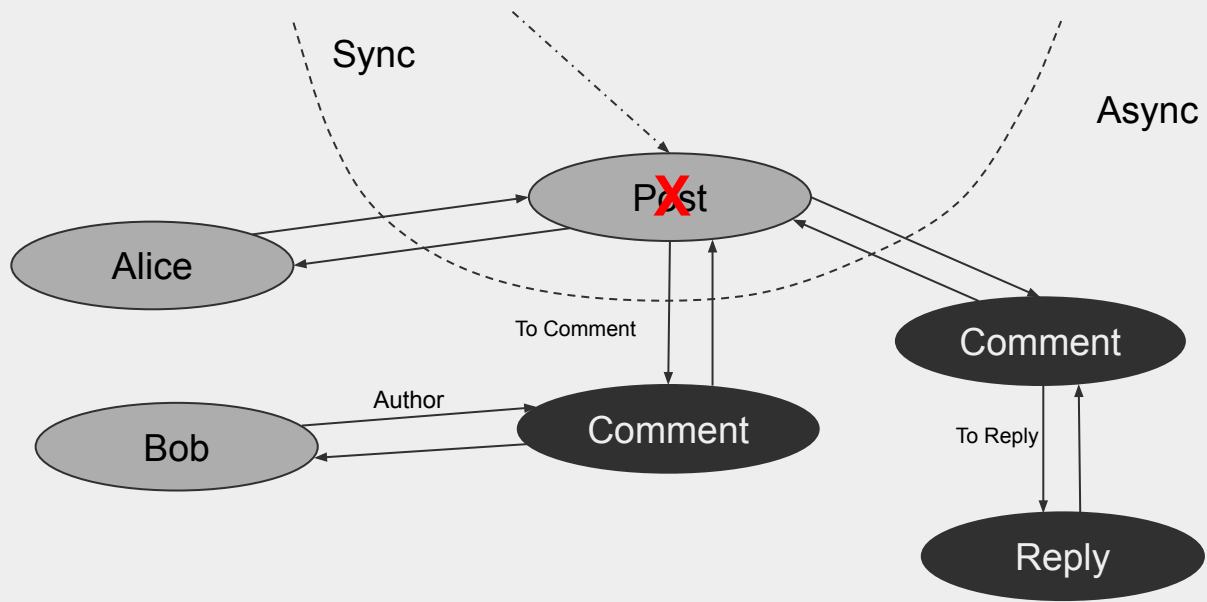 Sync
Async
Post
X
Alice
To Comment
Comment
Author
Comment
Bob
To Reply
Reply